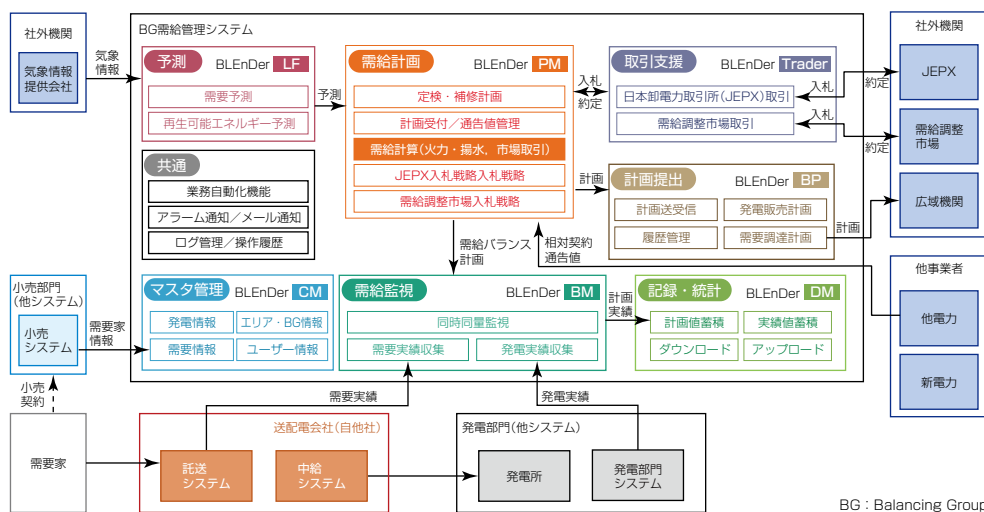 社外機関
気象情報
提供会社
気象
情報
BG需給管理システム
予測
BLEnDer LF
需要予測
再生可能エネルギー予測
予測
需給計画
BLEnDer PM
定検・補修計画
計画受付／通告値管理
需給計算(火力・揚水，市場取引)
JEPX入札戦略入札戦略
需給調整市場入札戦略
入札
約定
取引支援
BLEnDer Trader
日本卸電力取引所(JEPX)取引
需給調整市場取引
入札
約定
入札
約定
社外機関
JEPX
需給調整
市場
広域機関
共通
業務自動化機能
アラーム通知／メール通知
ログ管理／操作履歴
計画
計画提出
BLEnDer BP
計画送受信
発電販売計画
履歴管理
需要調達計画
計画
需給バランス
計画
相対契約
通告値
小売部門
(他システム)
小売
システム
需要家
情報
マスタ管理
BLEnDer CM
発電情報
エリア・BG情報
需要情報
ユーザー情報
需給監視
BLEnDer BM
同時同量監視
需要実績収集
発電実績収集
計画
実績
記録・統計
BLEnDer DM
計画値蓄積
実績値蓄積
ダウンロード
アップロード
他事業者
他電力
新電力
小売
契約
需要家
需要実績
送配電会社(自他社)
託送
システム
中給
システム
発電実績
発電部門(他システム)
発電所
発電部門
システム
BG：Balancing Group